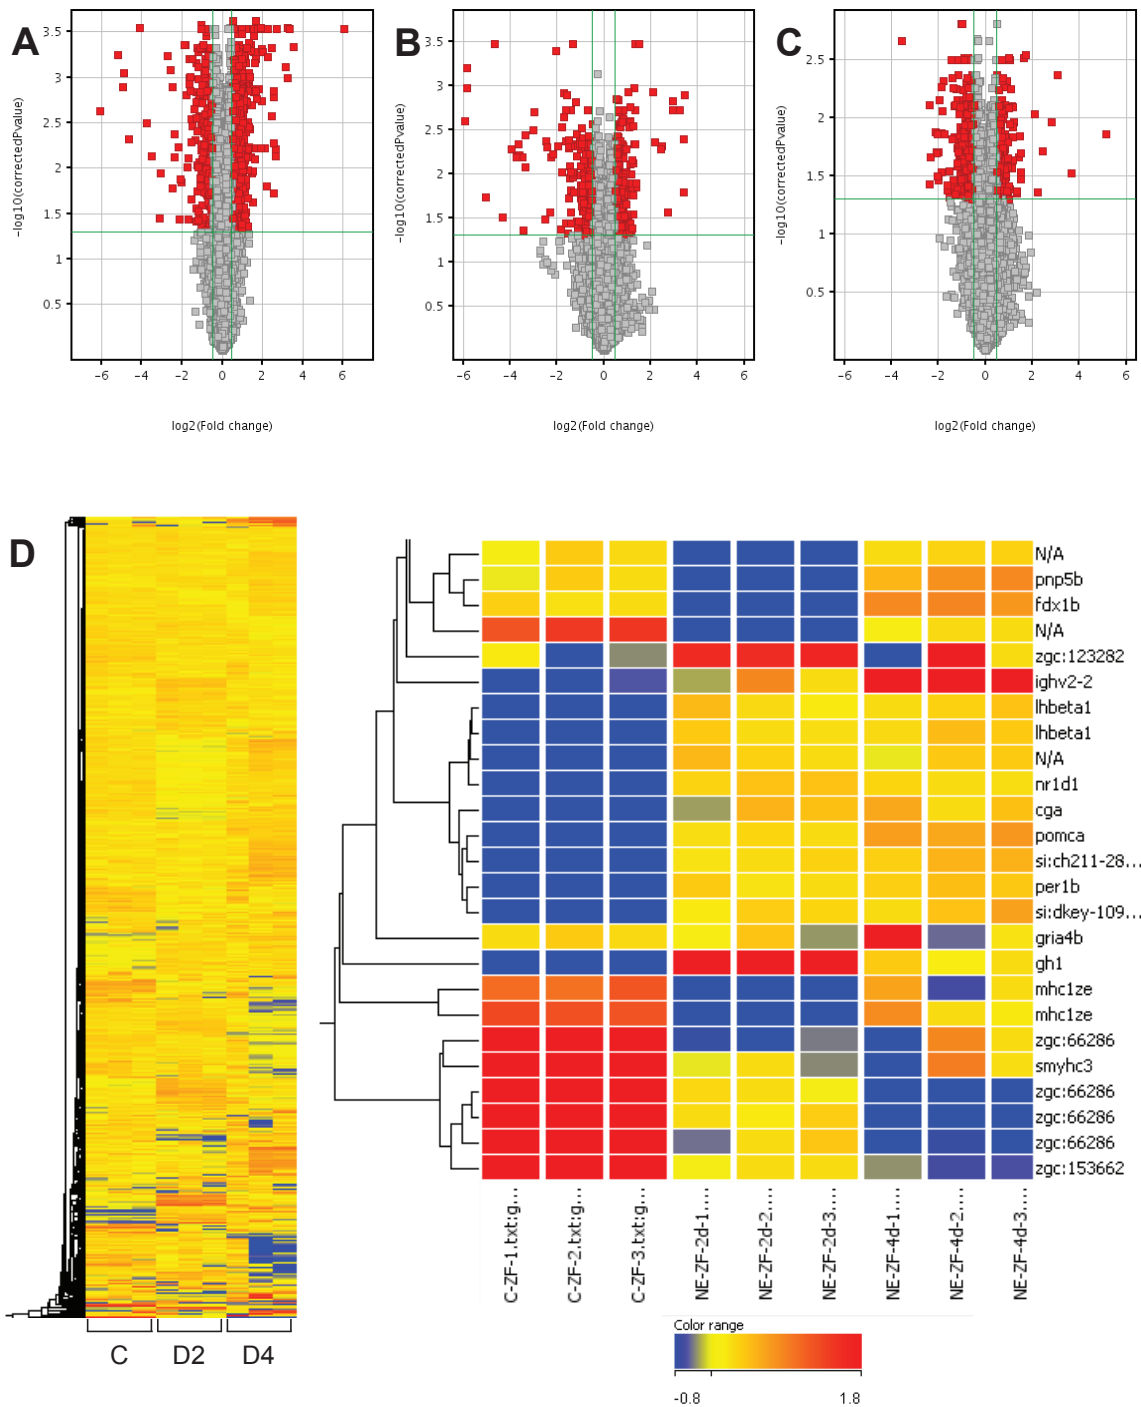 A
B
C
3.5
3
2.5
2
1.5
1
0.5
−log10(correctedPvalue)
−6
−4
−2
0
2
4
6
log2(Fold change)
3.5
3
2.5
2
1.5
1
0.5
−log10(correctedPvalue)
−6
−4
−2
0
2
4
6
log2(Fold change)
2.5
2
1.5
1
0.5
−log10(correctedPvalue)
−6
−4
−2
0
2
4
6
log2(Fold change)
D
C
D2
D4
N/A
pnp5b
fdx1b
N/A
zgc:123282
ighv2-2
lhbeta1
lhbeta1
N/A
nr1d1
cga
pomca
si:ch211-28...
per1b
si:dkey-109...
gria4b
gh1
mhc1ze
mhc1ze
zgc:66286
smyhc3
zgc:66286
zgc:66286
zgc:66286
zgc:153662
C-ZF-1.txt:g...
C-ZF-2.txt:g...
C-ZF-3.txt:g...
NE-ZF-2d-1....
NE-ZF-2d-2....
NE-ZF-2d-3....
NE-ZF-4d-1....
NE-ZF-4d-2....
NE-ZF-4d-3....
Color range
-0.8
1.8